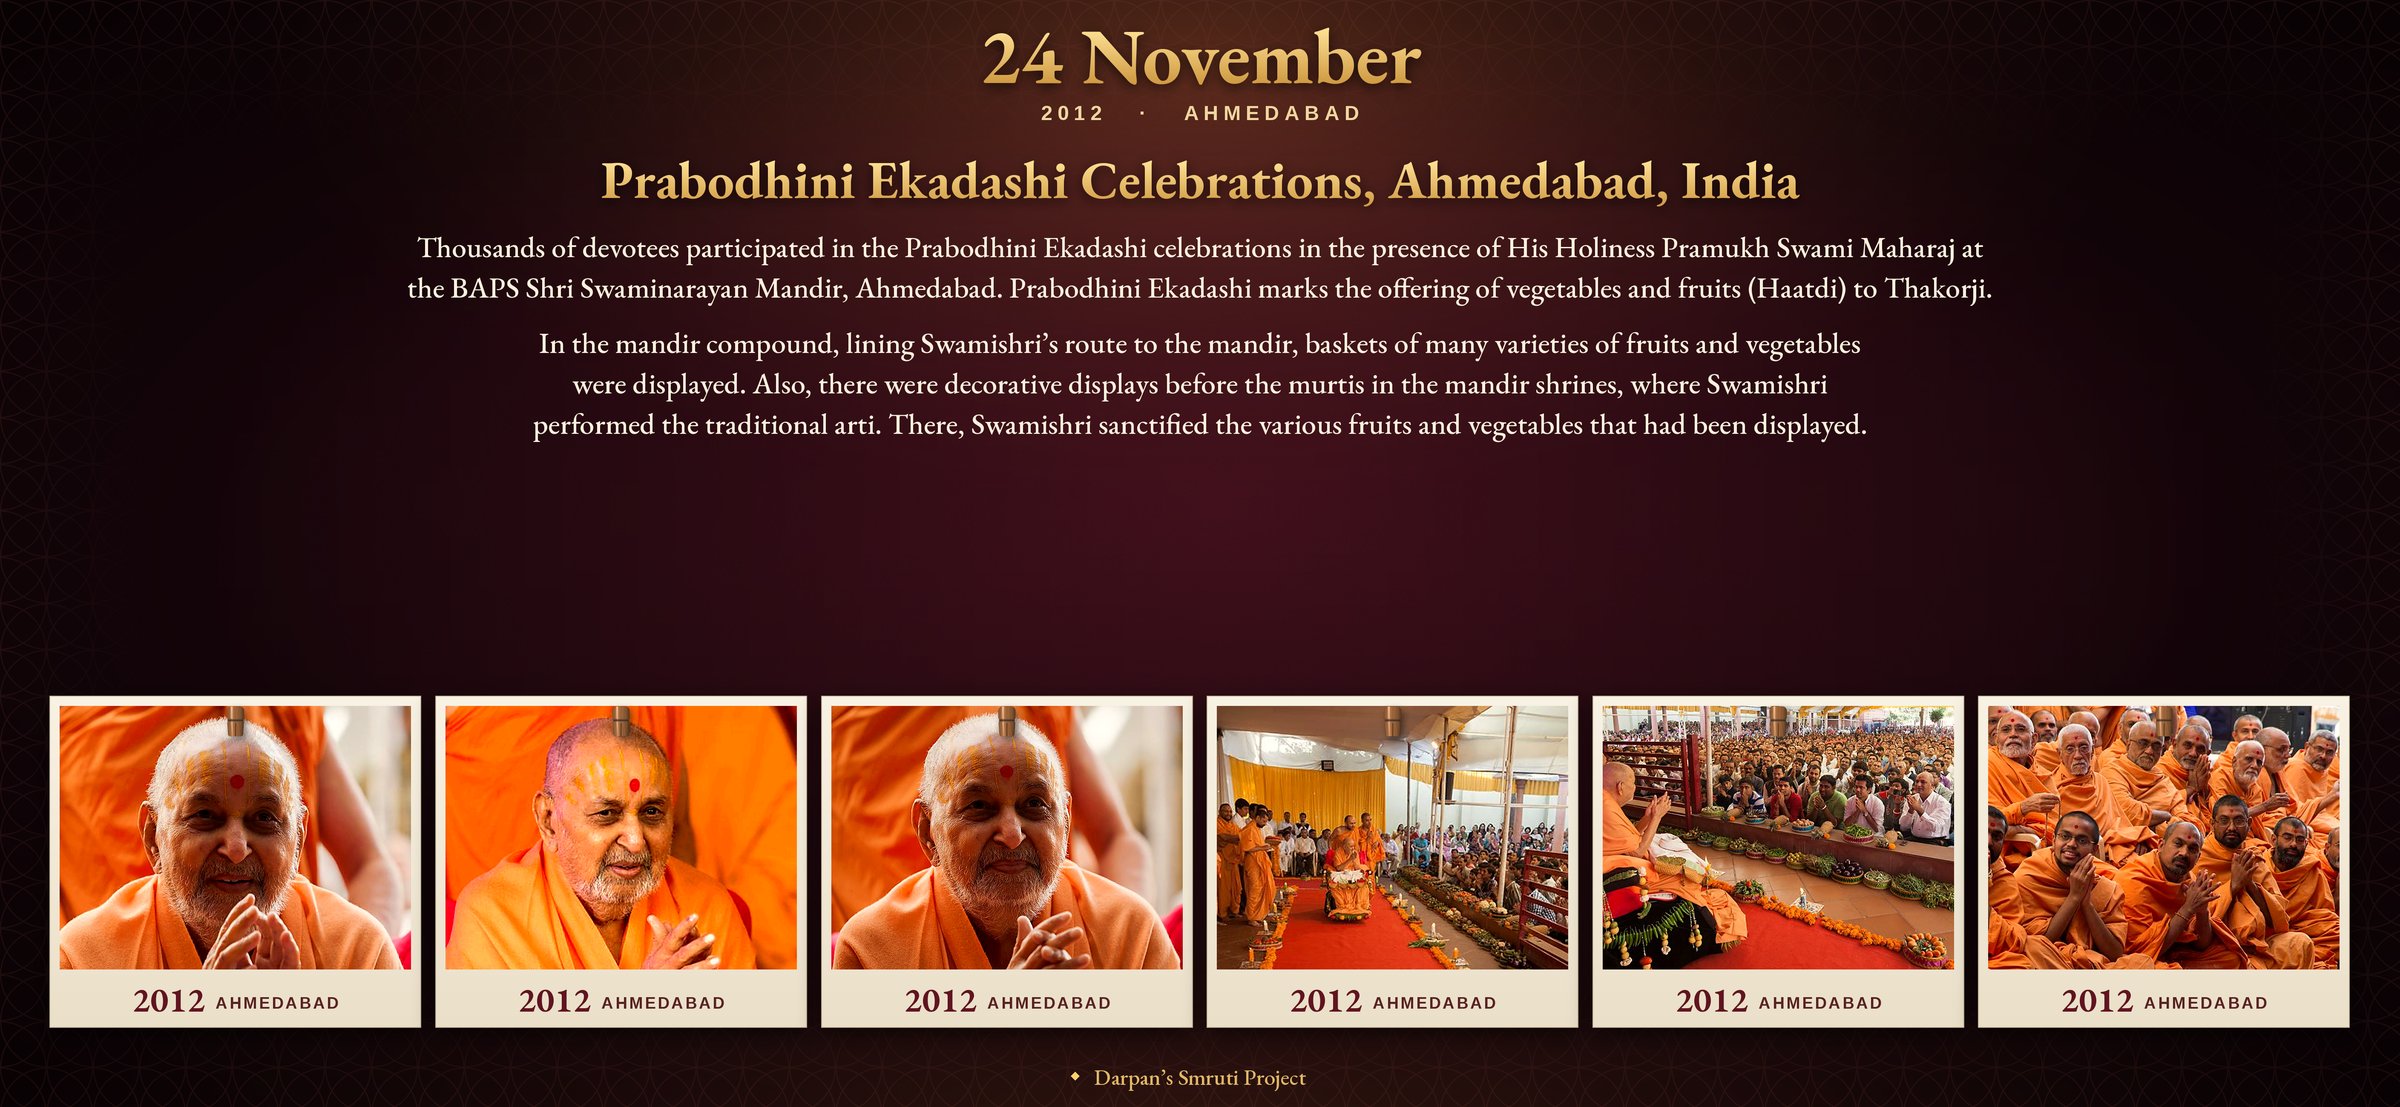 24 November
2012 · AHMEDABAD
Prabodhini Ekadashi Celebrations, Ahmedabad, India
Thousands of devotees participated in the Prabodhini Ekadashi celebrations in the presence of His Holiness Pramukh Swami Maharaj at
the BAPS Shri Swaminarayan Mandir, Ahmedabad. Prabodhini Ekadashi marks the offering of vegetables and fruits (Haatdi) to Thakorji.
In the mandir compound, lining Swamishri’s route to the mandir, baskets of many varieties of fruits and vegetables
were displayed. Also, there were decorative displays before the murtis in the mandir shrines, where Swamishri
performed the traditional arti. There, Swamishri sanctified the various fruits and vegetables that had been displayed.
2012 AHMEDABAD
2012 AHMEDABAD
2012 AHMEDABAD
2012 AHMEDABAD
2012 AHMEDABAD
2012 AHMEDABAD
Darpan’s Smruti Project